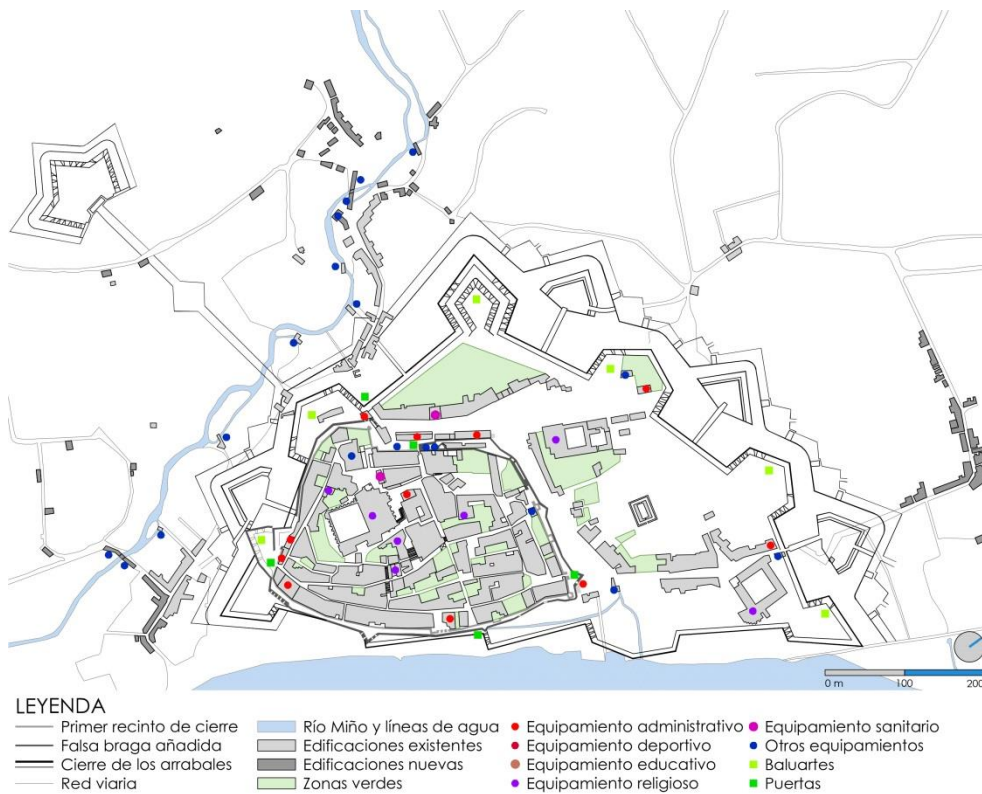 0 m 100 200
LEYENDA
Primer recinto de cierre
Falsa braga añadida
Cierre de los arrabales
Red viaria
Río Miño y líneas de agua
Edificaciones existentes
Edificaciones nuevas
Zonas verdes
Equipamiento administrativo
Equipamiento deportivo
Equipamiento educativo
Equipamiento religioso
Equipamiento sanitario
Otros equipamientos
Baluartes
Puertas